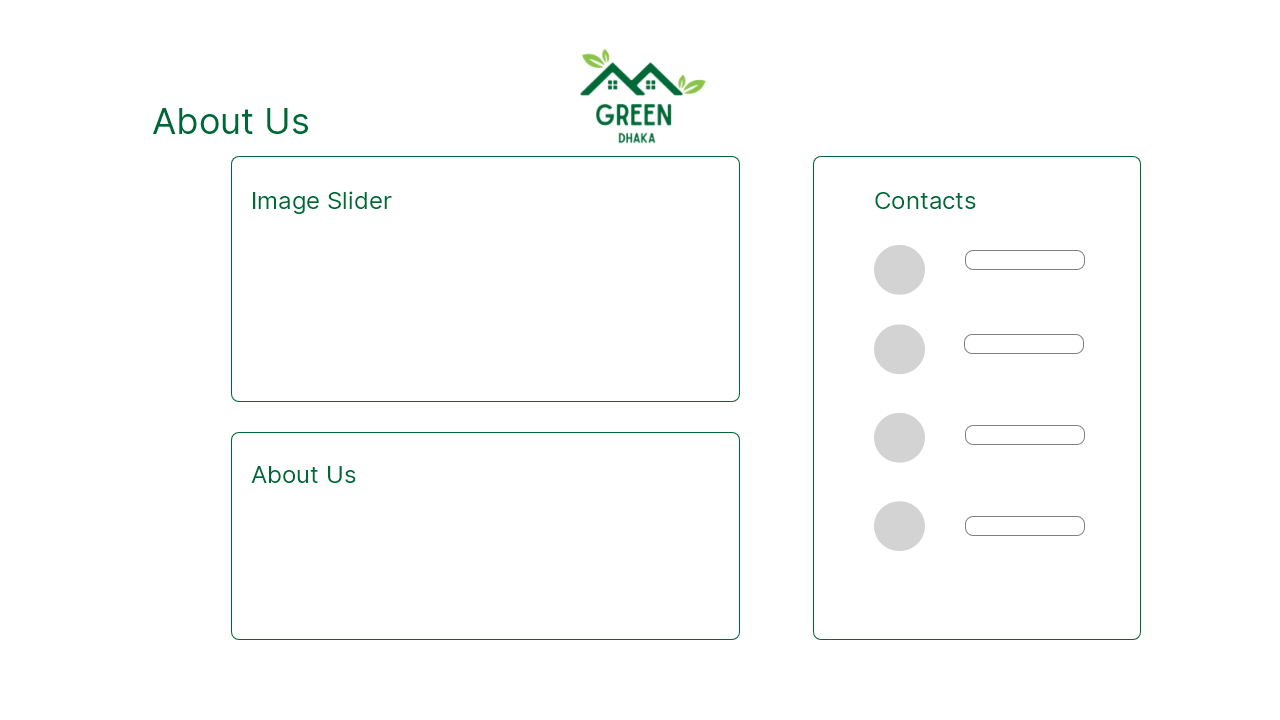 GREEN
DHAKA
About Us
Image Slider
About Us
Contacts